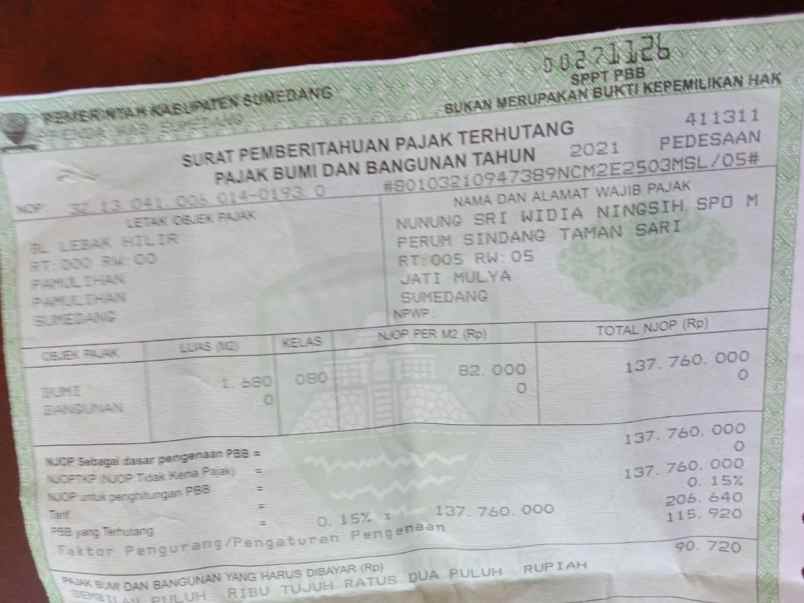 00271126
PEMERINTAH KABUPATEN SUMEDANG
SPPT PBB
BUKAN MERUPAKAN BUKTI KEPEMILIKAN HAK
SURAT PEMBERITAHUAN PAJAK TERHUTANG 411311
PAJAK BUMI DAN BANGUNAN TAHUN 2021 PEDESAAN
NOP 32.13.041.006.014-0193.0 #S0103210947389NCM2E2503MSL/05#
LETAK OBJEK PAJAK
BL LEBAK HILIR
RT:000 RW:00
PAMULIHAN
PAMULIHAN
SUMEDANG
NAMA DAN ALAMAT WAJIB PAJAK
NUNUNG SRI WIDIA NINGSIH, SPD M
PERUM SINDANG TAMAN SARI
RT:005 RW:05
JATI MULYA
SUMEDANG
NPWP
OBJEK PAJAK LUAS (M2) KELAS NJOP PER M2 (Rp) TOTAL NJOP (Rp)
BUMI 1.680 080 82.000 137.760.000
BANGUNAN 0 0 0
NJOP Sebagai dasar pengenaan PBB = 137.760.000
NJOPTKP (NJOP Tidak Kena Pajak) = 0
NJOP untuk penghitungan PBB = 137.760.000
Tarif = 0.15%
PBB yang Terhutang = 0.15% x 137.760.000 206.640
Faktor Pengurang/Pengaturan Pengenaan 115.920
PAJAK BUMI DAN BANGUNAN YANG HARUS DIBAYAR (Rp) 90.720
SEMBILAN PULUH RIBU TUJUH RATUS DUA PULUH RUPIAH